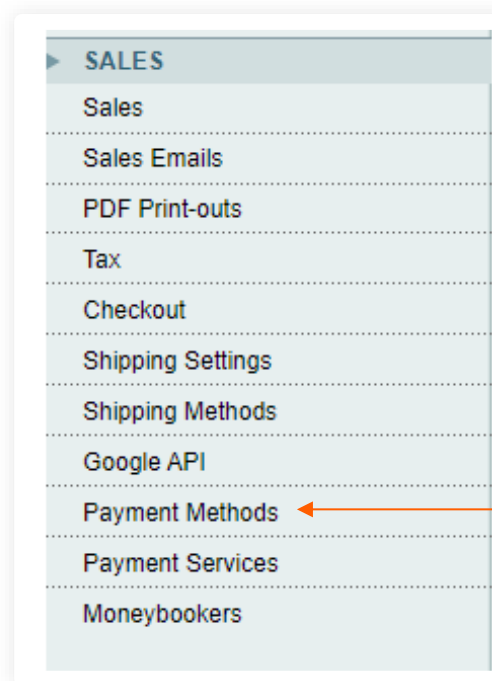 SALES
Sales
Sales Emails
PDF Print-outs
Tax
Checkout
Shipping Settings
Shipping Methods
Google API
Payment Methods
Payment Services
Moneybookers